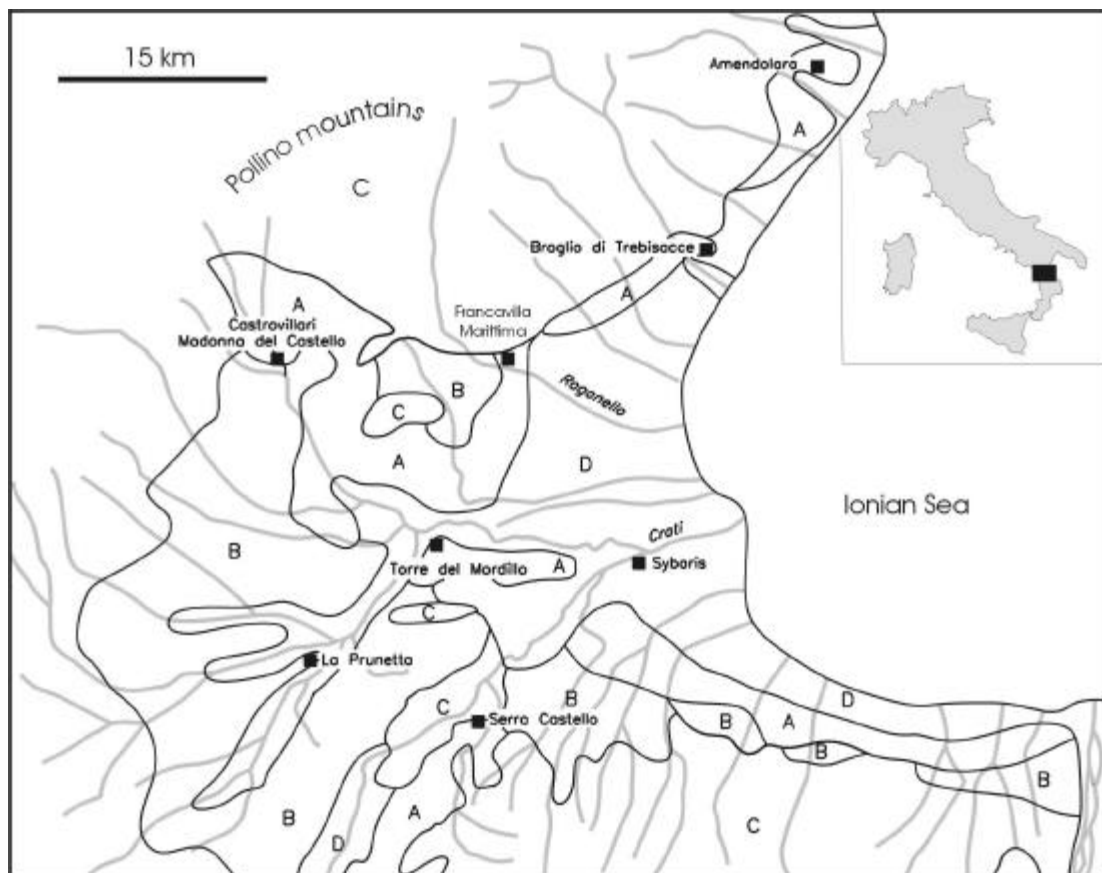 15 km
Pollino mountains
C
Amendolara
A
Broglio di Trebisacce
A
Castrovillari
Madonna del Castello
A
Francavilla
Marittima
B
C
Raganello
A
D
Ionian Sea
Crati
B
Torre del Mordillo
A
Sybaris
C
La Prunetta
C
Serra Castello
B
B
A
D
B
B
B
D
A
C